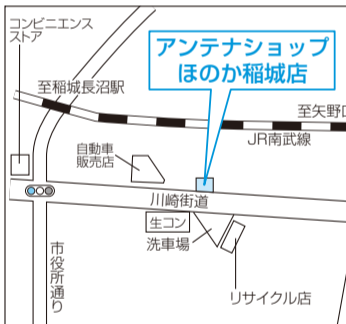 コンビニエンス
ストア
アンテナショップ
ほのか稲城店
至稲城長沼駅
至矢野口
JR南武線
自動車
販売店
川崎街道
生コン
洗車場
市役所通り
リサイクル店